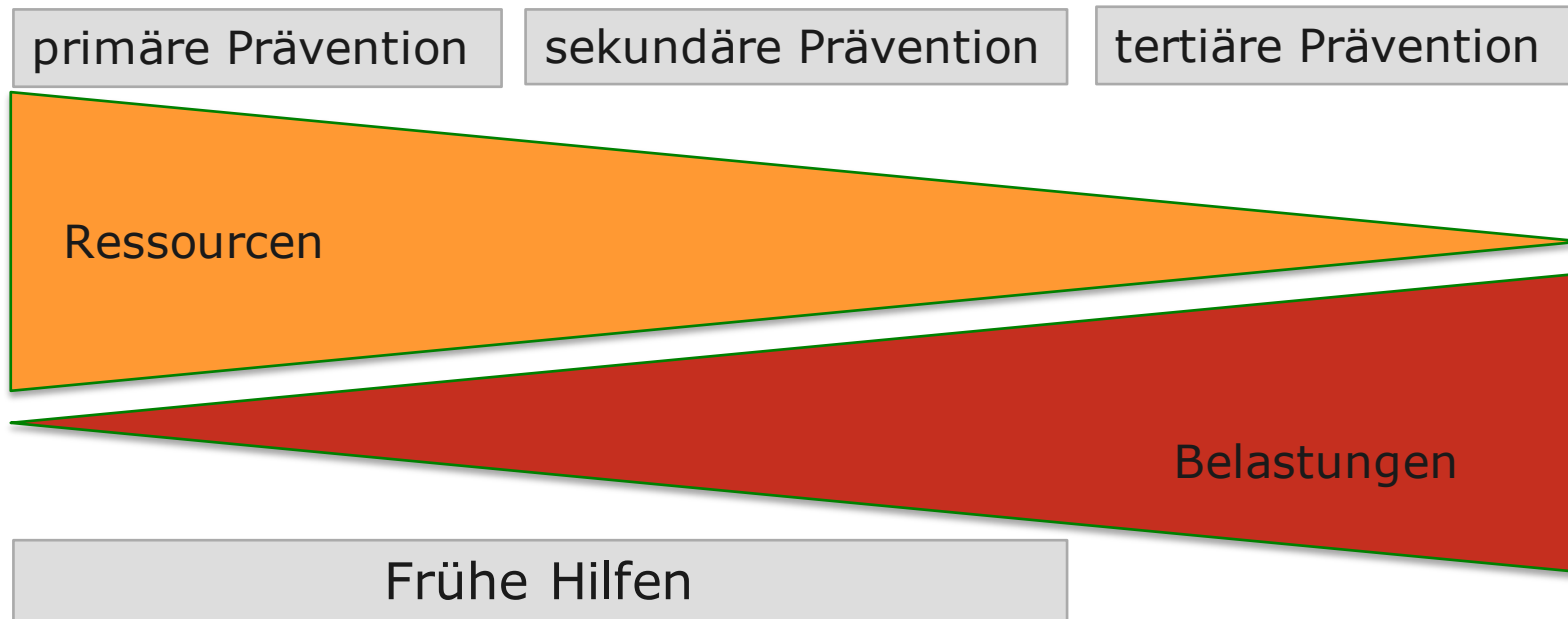 primäre Prävention
sekundäre Prävention
tertiäre Prävention
Ressourcen
Belastungen
Frühe Hilfen